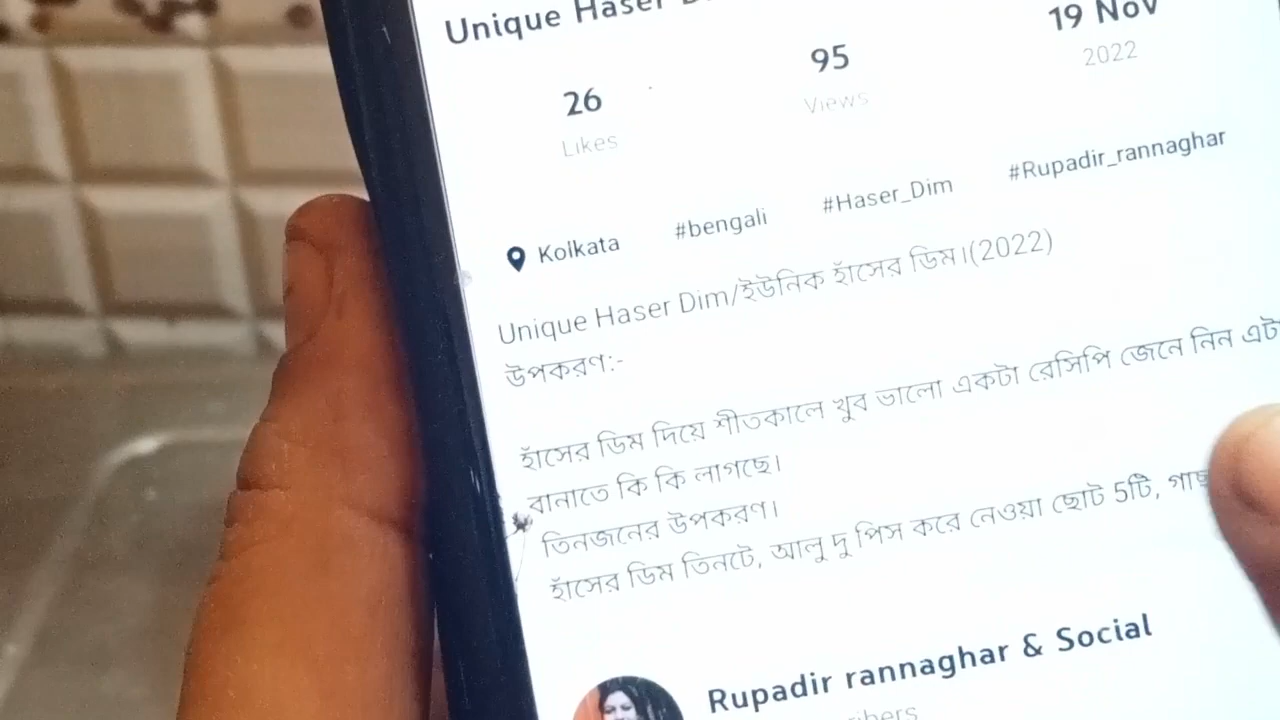 Unique Haser
26 95 19 Nov
Likes Views 2022
Kolkata #bengali #Haser_Dim #Rupadir_rannaghar
Unique Haser Dim/ইউনিক হাঁসের ডিম।(2022)
উপকরণ:-
হাঁসের ডিম দিয়ে শীতকালে খুব ভালো একটা রেসিপি জেনে নিন
বানাতে কি কি লাগছে।
তিনজনের উপকরণ।
হাঁসের ডিম তিনটে, আলু দু পিস করে নেওয়া ছোট 5টি,
Rupadir rannaghar & Social